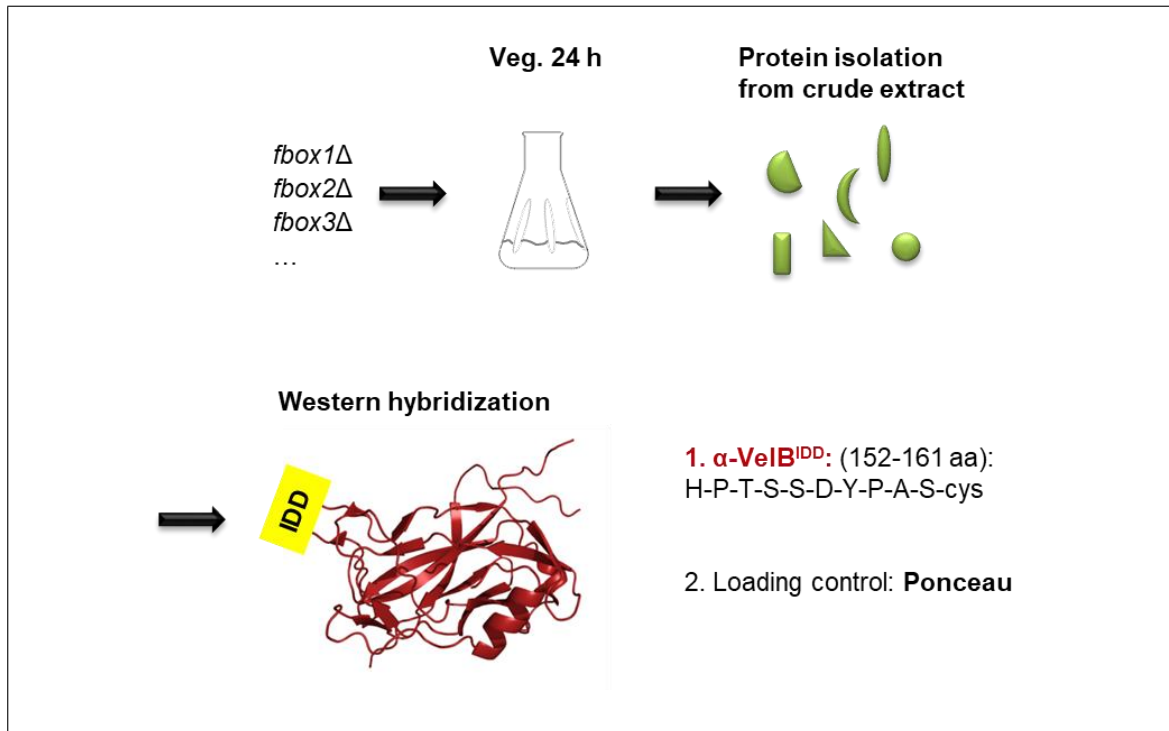 Veg. 24 h
Protein isolation
from crude extract
fbox1Δ
fbox2Δ
fbox3Δ
…
Western hybridization
IDD
1. α-VelBᴵᴰᴰ: (152-161 aa):
H-P-T-S-S-D-Y-P-A-S-cys
2. Loading control: Ponceau